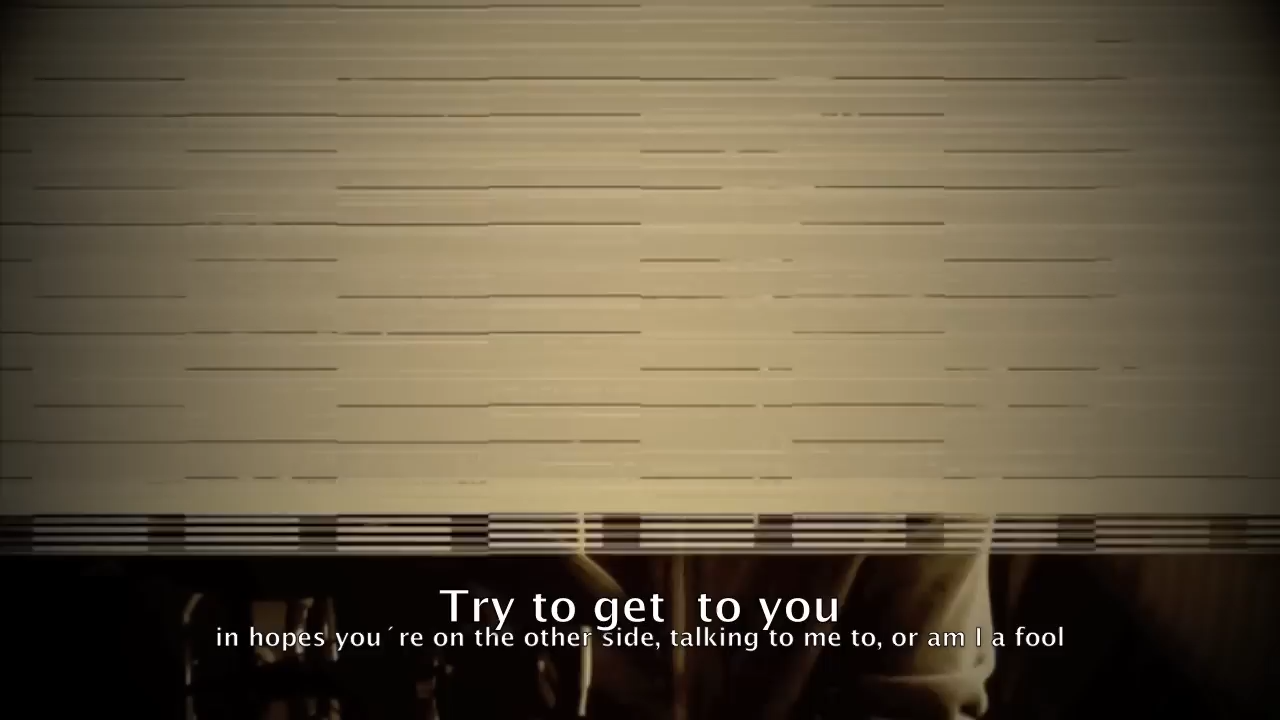 Try to get  to you
in hopes you´re on the other side, talking to me to, or am I a fool